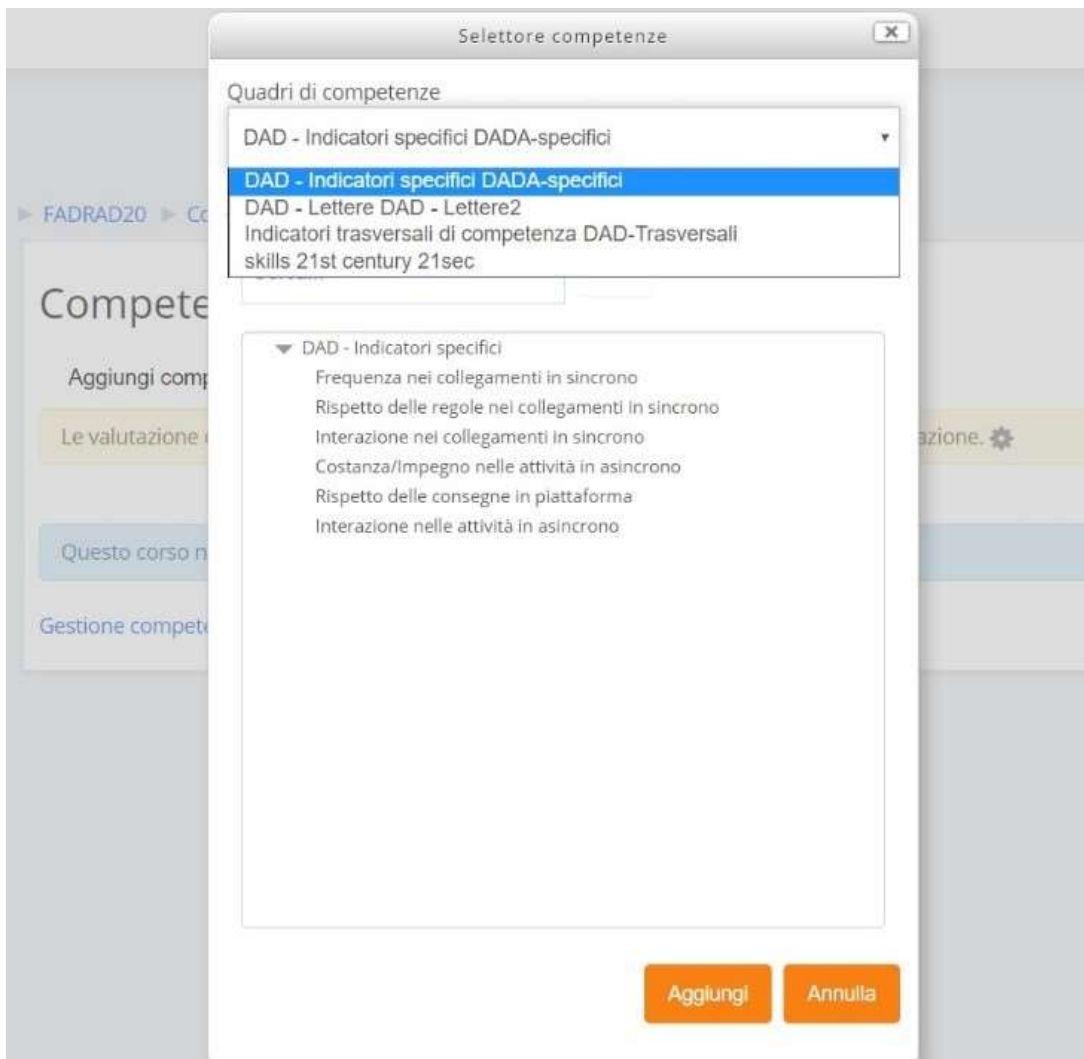 Selettore competenze
Quadri di competenze
DAD - Indicatori specifici DADA-specifici
DAD - Indicatori specifici DADA-specifici
DAD - Lettere DAD - Lettere2
Indicatori trasversali di competenza DAD-Trasversali
skills 21st century 21sec
FADRAD20
Compete
Aggiungi comp
Le valutazione
azione.
Questo corso n
Gestione compet
DAD - Indicatori specifici
Frequenza nei collegamenti in sincrono
Rispetto delle regole nei collegamenti in sincrono
Interazione nei collegamenti in sincrono
Costanza/Impegno nelle attività in asincrono
Rispetto delle consegne in piattaforma
Interazione nelle attività in asincrono
Aggiungi
Annulla